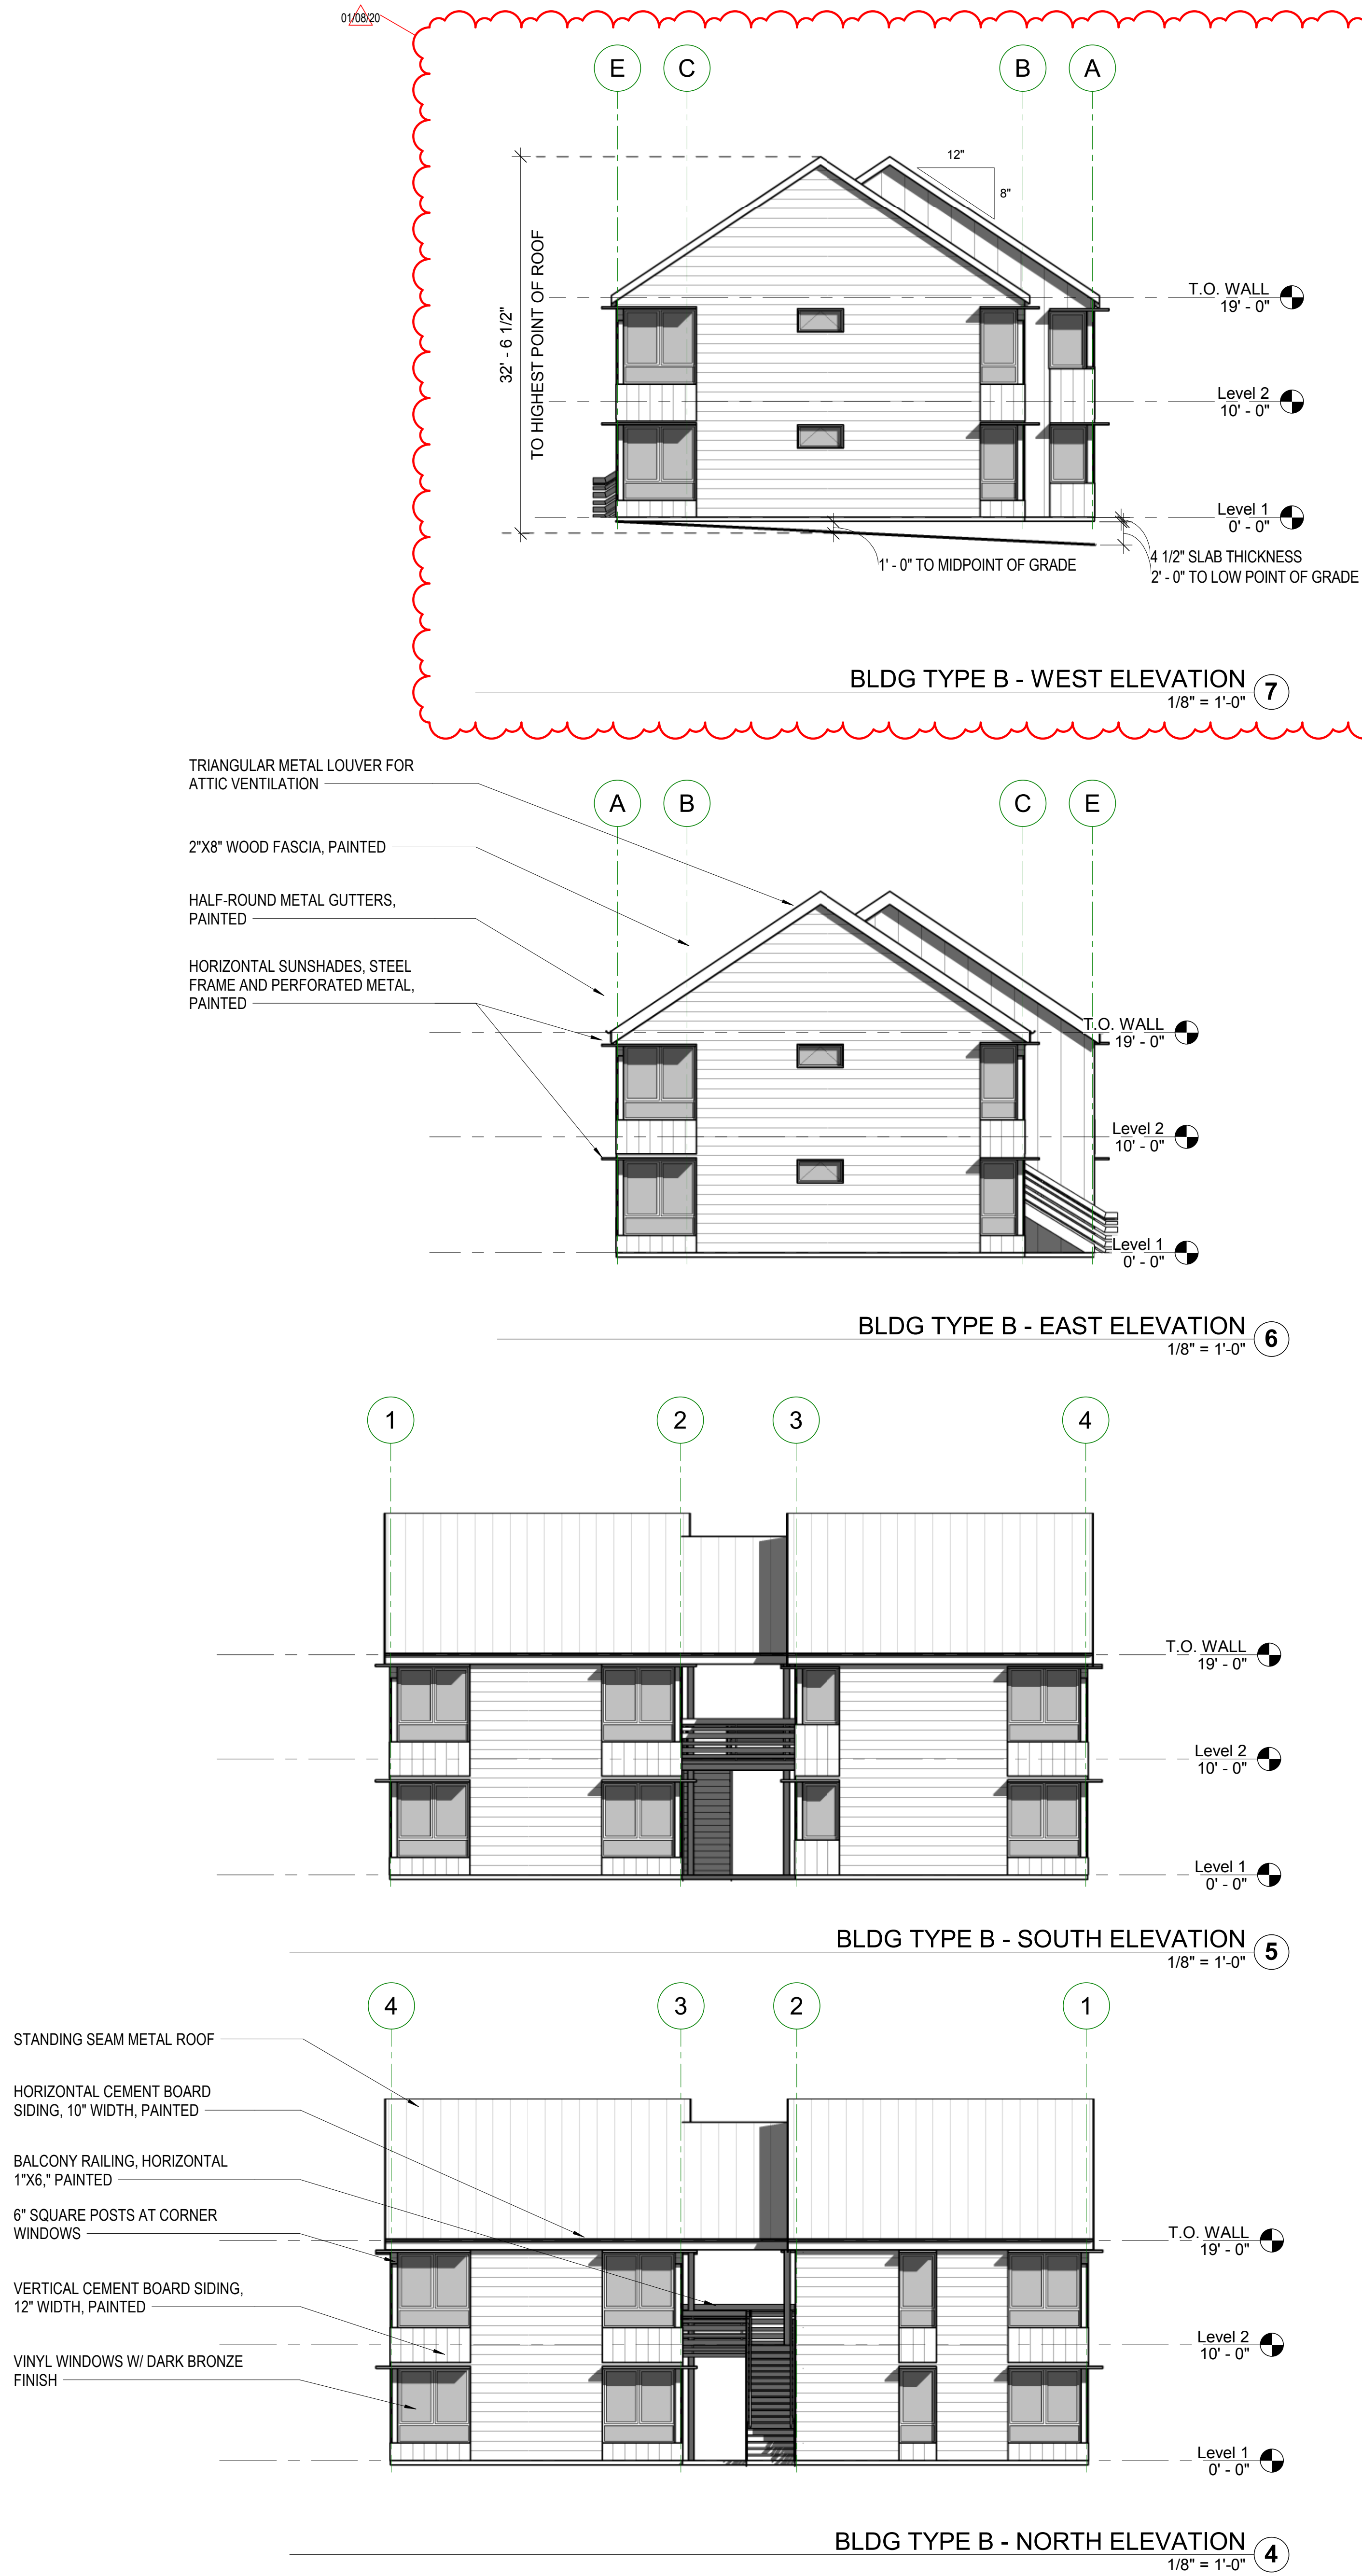 01/08/20
E
C
B
A
12"
8"
32' - 6 1/2"
TO HIGHEST POINT OF ROOF
T.O. WALL
19' - 0"
Level 2
10' - 0"
Level 1
0' - 0"
1' - 0" TO MIDPOINT OF GRADE
4 1/2" SLAB THICKNESS
2' - 0" TO LOW POINT OF GRADE
BLDG TYPE B - WEST ELEVATION
1/8" = 1'-0"
7
TRIANGULAR METAL LOUVER FOR
ATTIC VENTILATION
2"X8" WOOD FASCIA, PAINTED
HALF-ROUND METAL GUTTERS,
PAINTED
HORIZONTAL SUNSHADES, STEEL
FRAME AND PERFORATED METAL,
PAINTED
A
B
C
E
T.O. WALL
19' - 0"
Level 2
10' - 0"
Level 1
0' - 0"
BLDG TYPE B - EAST ELEVATION
1/8" = 1'-0"
6
1
2
3
4
T.O. WALL
19' - 0"
Level 2
10' - 0"
Level 1
0' - 0"
BLDG TYPE B - SOUTH ELEVATION
1/8" = 1'-0"
5
4
3
2
1
STANDING SEAM METAL ROOF
HORIZONTAL CEMENT BOARD
SIDING, 10" WIDTH, PAINTED
BALCONY RAILING, HORIZONTAL
1"X6," PAINTED
6" SQUARE POSTS AT CORNER
WINDOWS
VERTICAL CEMENT BOARD SIDING,
12" WIDTH, PAINTED
VINYL WINDOWS W/ DARK BRONZE
FINISH
T.O. WALL
19' - 0"
Level 2
10' - 0"
Level 1
0' - 0"
BLDG TYPE B - NORTH ELEVATION
1/8" = 1'-0"
4